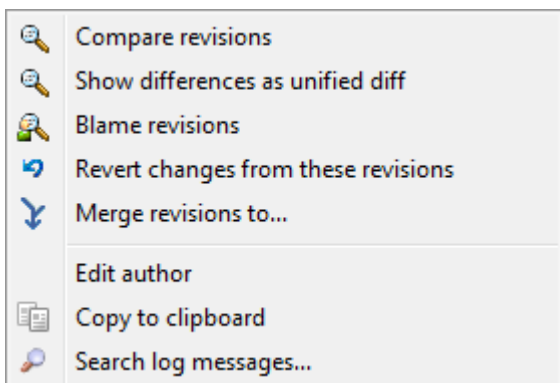 Compare revisions
Show differences as unified diff
Blame revisions
Revert changes from these revisions
Merge revisions to...
Edit author
Copy to clipboard
Search log messages...